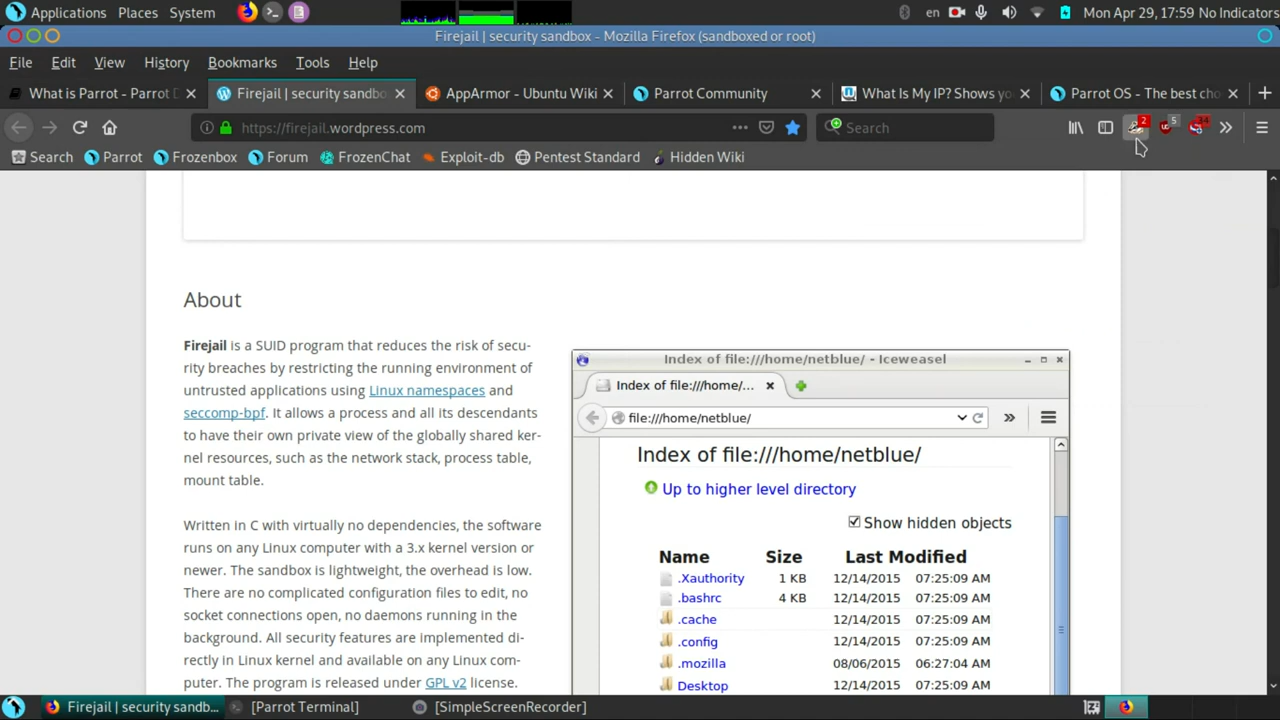 Applications Places System en Mon Apr 29, 17:59 No Indicators
Firejail | security sandbox - Mozilla Firefox (sandboxed or root)
File Edit View History Bookmarks Tools Help
What is Parrot - Parrot D Firejail | security sandbo AppArmor - Ubuntu Wiki Parrot Community What Is My IP? Shows yo Parrot OS - The best cho
https://firejail.wordpress.com Search 2 5 34
Search Parrot Frozenbox Forum FrozenChat Exploit-db Pentest Standard Hidden Wiki
About
Firejail is a SUID program that reduces the risk of secu-
rity breaches by restricting the running environment of
untrusted applications using Linux namespaces and
seccomp-bpf. It allows a process and all its descendants
to have their own private view of the globally shared ker-
nel resources, such as the network stack, process table,
mount table.
Written in C with virtually no dependencies, the software
runs on any Linux computer with a 3.x kernel version or
newer. The sandbox is lightweight, the overhead is low.
There are no complicated configuration files to edit, no
socket connections open, no daemons running in the
background. All security features are implemented di-
rectly in Linux kernel and available on any Linux com-
puter. The program is released under GPL v2 license.
Index of file:///home/netblue/ - Iceweasel
Index of file:///home/...
file:///home/netblue/
Index of file:///home/netblue/
Up to higher level directory
Show hidden objects
Name Size Last Modified
.Xauthority 1 KB 12/14/2015 07:25:09 AM
.bashrc 4 KB 12/14/2015 07:25:09 AM
.cache 12/14/2015 07:25:09 AM
.config 12/14/2015 07:25:09 AM
.mozilla 08/06/2015 06:27:04 AM
Desktop 12/14/2015 07:25:09 AM
Firejail | security sandb... [Parrot Terminal] [SimpleScreenRecorder]